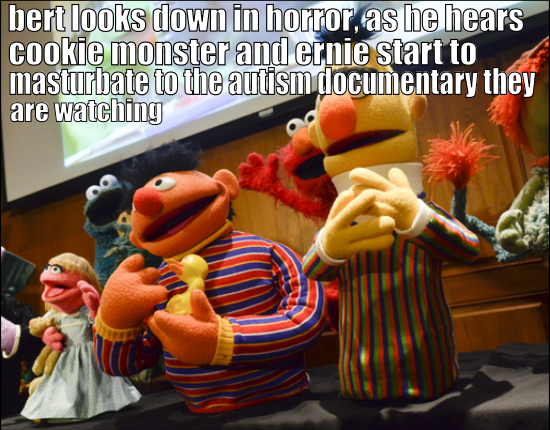 bert looks down in horror, as he hears
cookie monster and ernie start to
masturbate to the autism documentary they
are watching